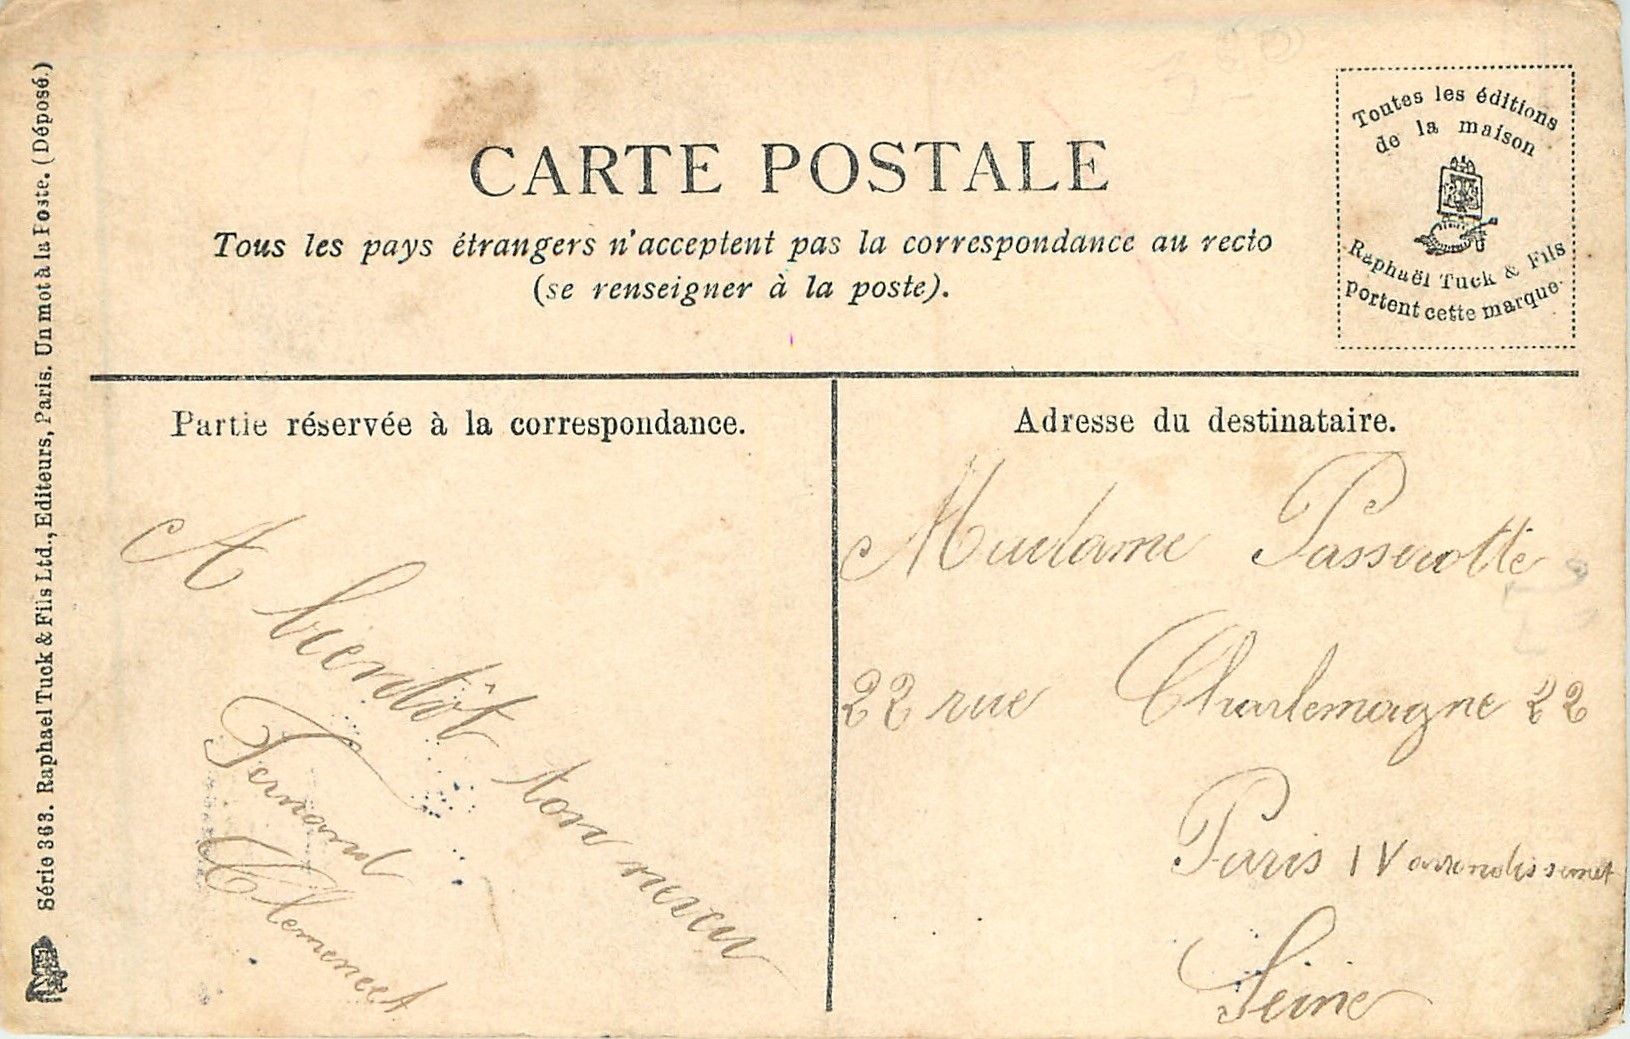 CARTE POSTALE
Tous les pays étrangers n'acceptent pas la correspondance au recto
(se renseigner à la poste).
Toutes les éditions
de la maison
Raphaël Tuck & Fils
portent cette marque.
Série 363. Raphael Tuck & Fils Ltd., Editeurs, Paris. Un mot à la Poste. (Déposé.)
Partie réservée à la correspondance.
A bientôt ton neveu
Fernand
Clemencet
Adresse du destinataire.
Madame Passerotte
22 rue Charlemagne 22
Paris IV arrondissemet
Seine